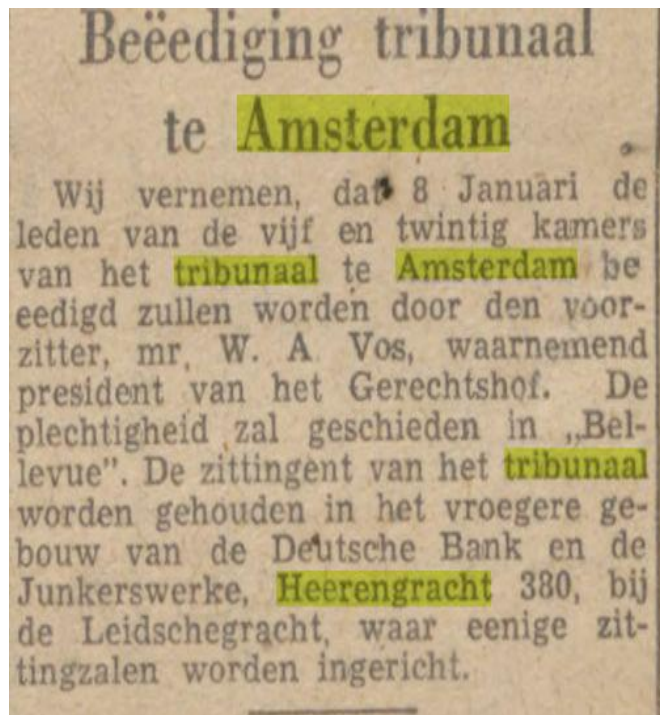 Beëediging tribunaal
te Amsterdam
Wij vernemen, dat 8 Januari de
leden van de vijf en twintig kamers
van het tribunaal te Amsterdam be
eedigd zullen worden door den voor-
zitter, mr, W. A Vos, waarnemend
president van het Gerechtshof. De
plechtigheid zal geschieden in „Bel-
levue”. De zittingent van het tribunaal
worden gehouden in het vroegere ge-
bouw van de Deutsche Bank en de
Junkerswerke, Heerengracht 380, bij
de Leidschegracht, waar eenige zit-
tingzalen worden ingericht.